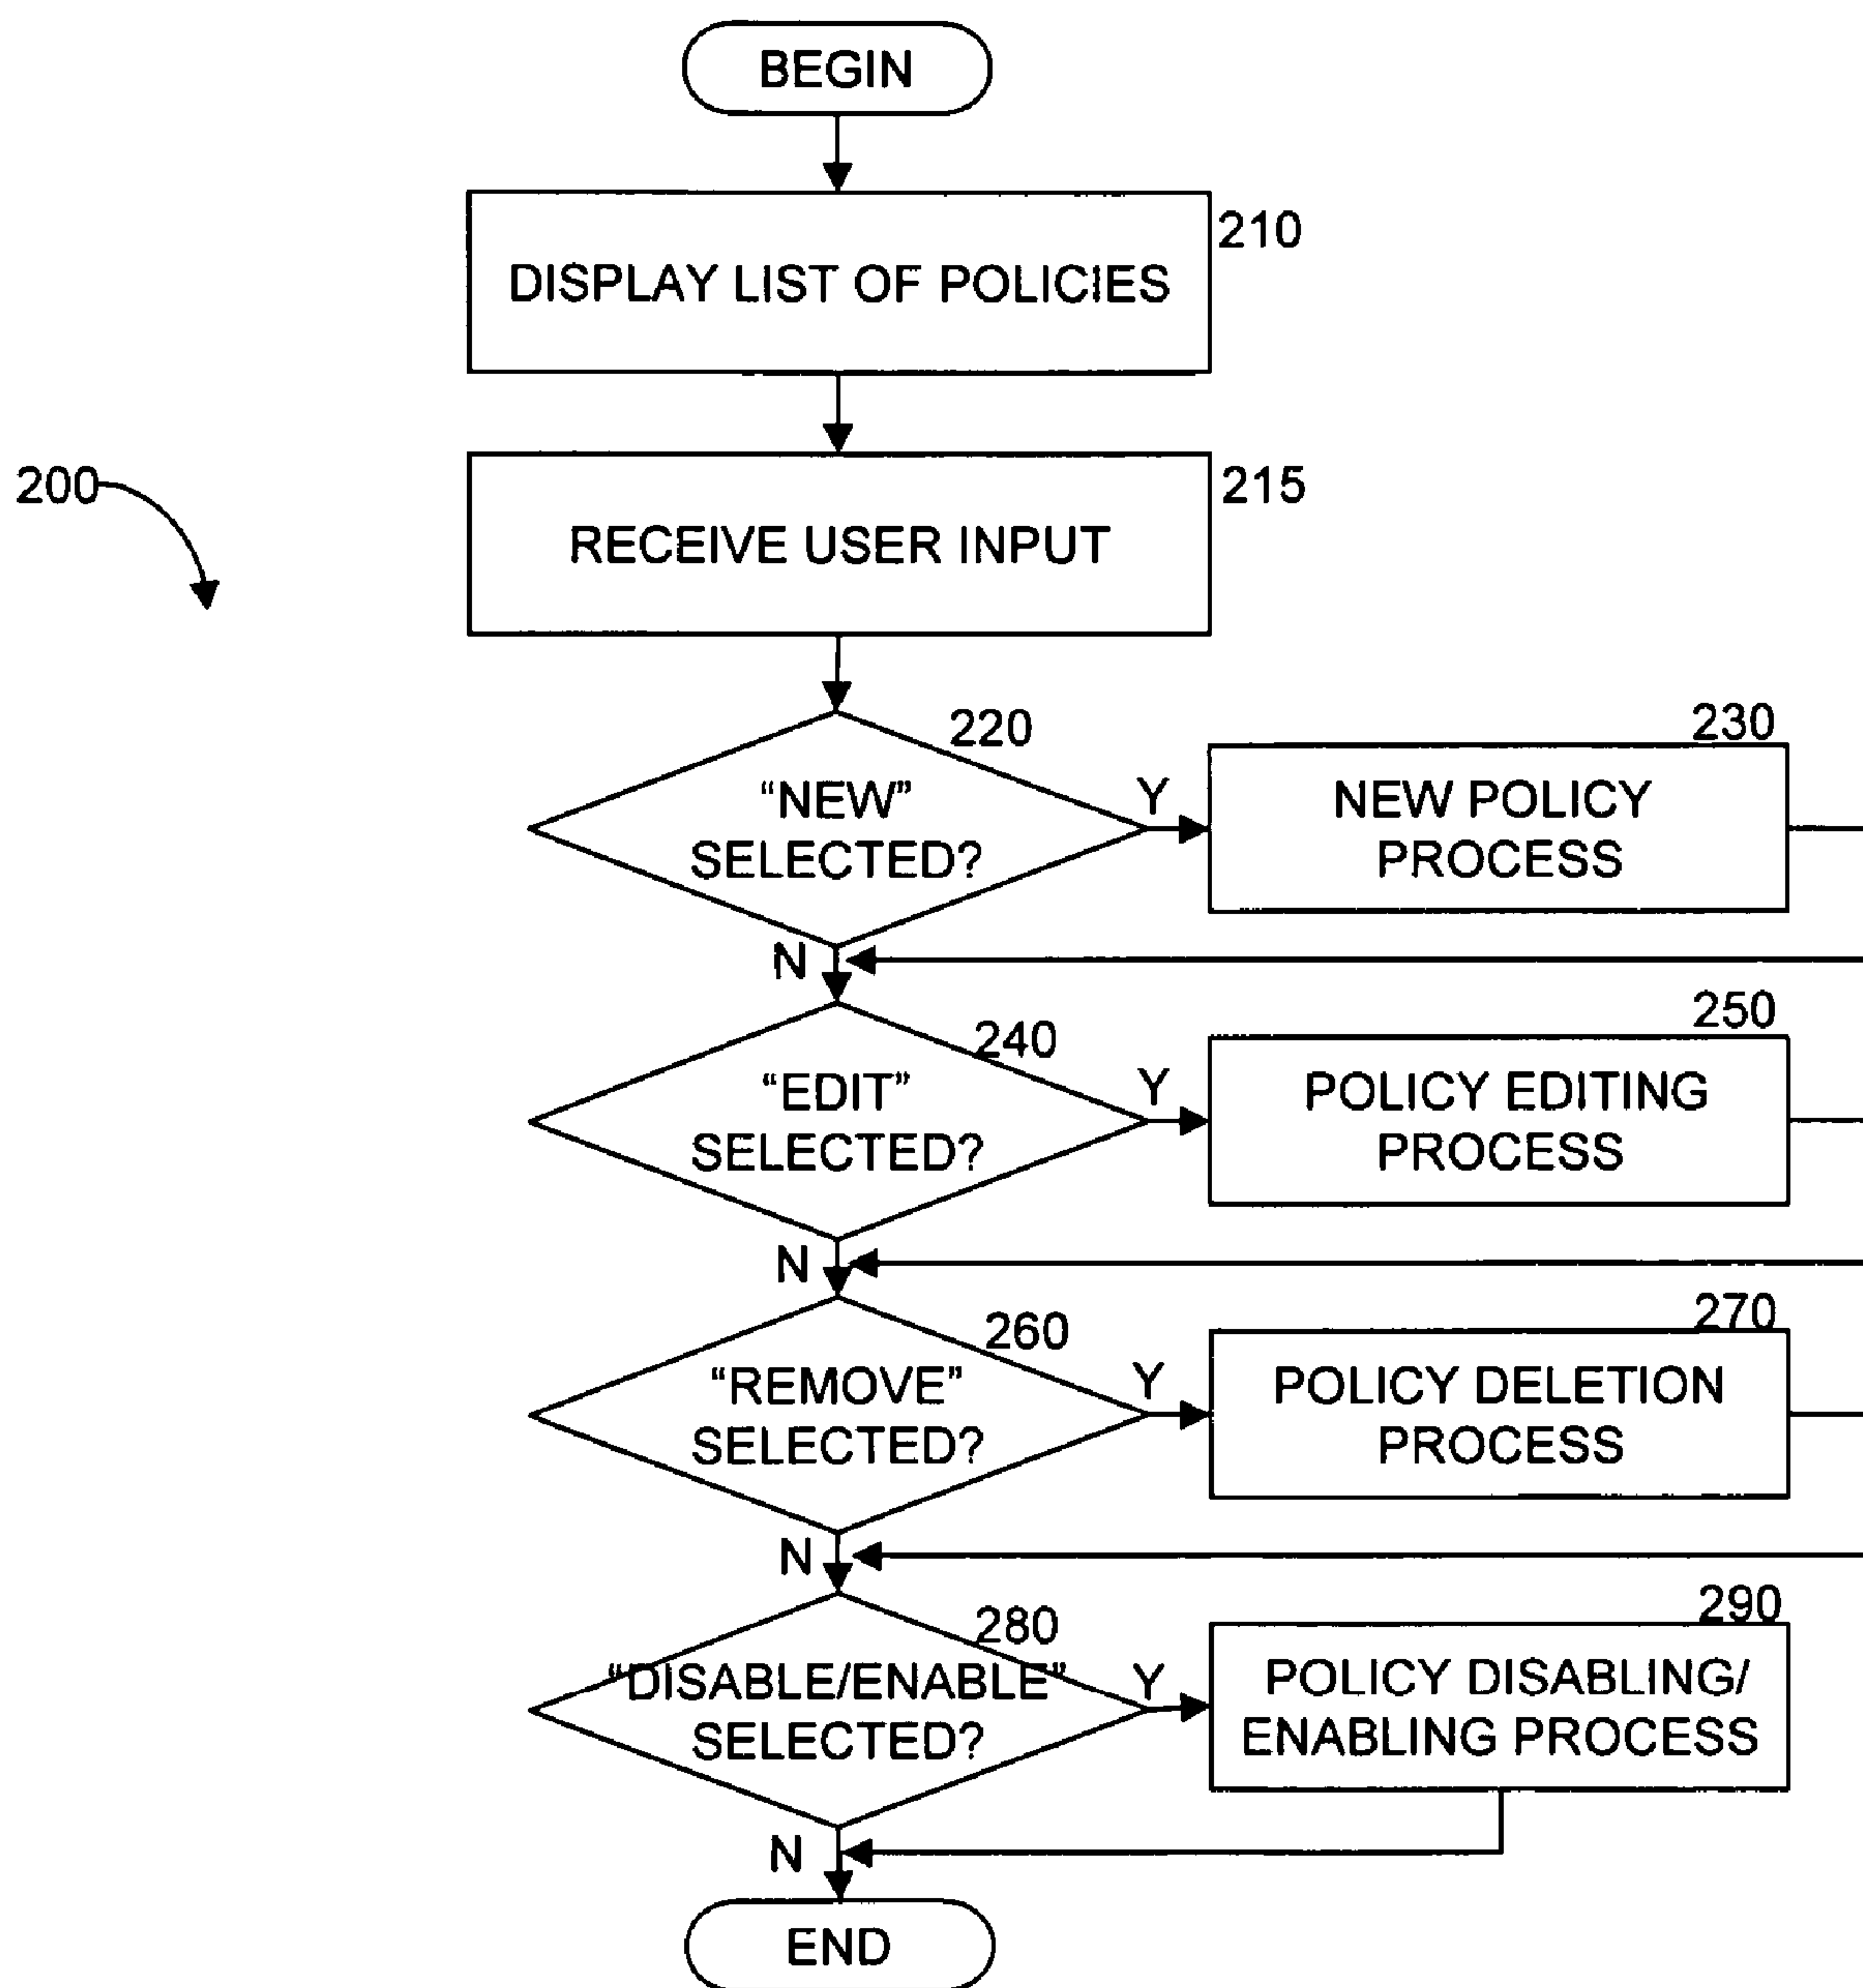 BEGIN
210
DISPLAY LIST OF POLICIES
200
215
RECEIVE USER INPUT
220
“NEW”
SELECTED?
Y
230
NEW POLICY
PROCESS
N
240
“EDIT”
SELECTED?
Y
250
POLICY EDITING
PROCESS
N
260
“REMOVE”
SELECTED?
Y
270
POLICY DELETION
PROCESS
N
280
“DISABLE/ENABLE”
SELECTED?
Y
290
POLICY DISABLING/
ENABLING PROCESS
N
END